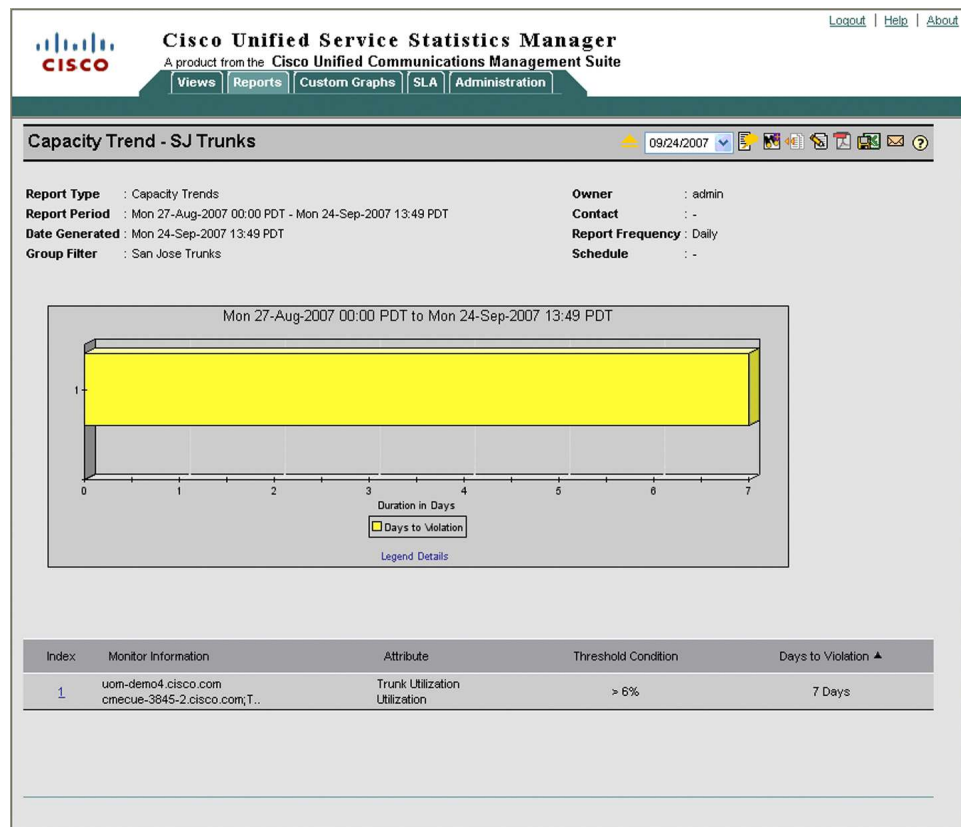 Logout | Help | About
CISCO
Cisco Unified Service Statistics Manager
A product from the Cisco Unified Communications Management Suite
Views Reports Custom Graphs SLA Administration
Capacity Trend - SJ Trunks
09/24/2007
Report Type : Capacity Trends
Owner : admin
Report Period : Mon 27-Aug-2007 00:00 PDT - Mon 24-Sep-2007 13:49 PDT
Contact : -
Date Generated : Mon 24-Sep-2007 13:49 PDT
Report Frequency : Daily
Group Filter : San Jose Trunks
Schedule : -
Mon 27-Aug-2007 00:00 PDT to Mon 24-Sep-2007 13:49 PDT
1
0 1 2 3 4 5 6 7
Duration in Days
Days to Violation
Legend Details
Index Monitor Information Attribute Threshold Condition Days to Violation ▲
1 uom-demo4.cisco.com Trunk Utilization > 6% 7 Days
cmecue-3845-2.cisco.com;T.. Utilization